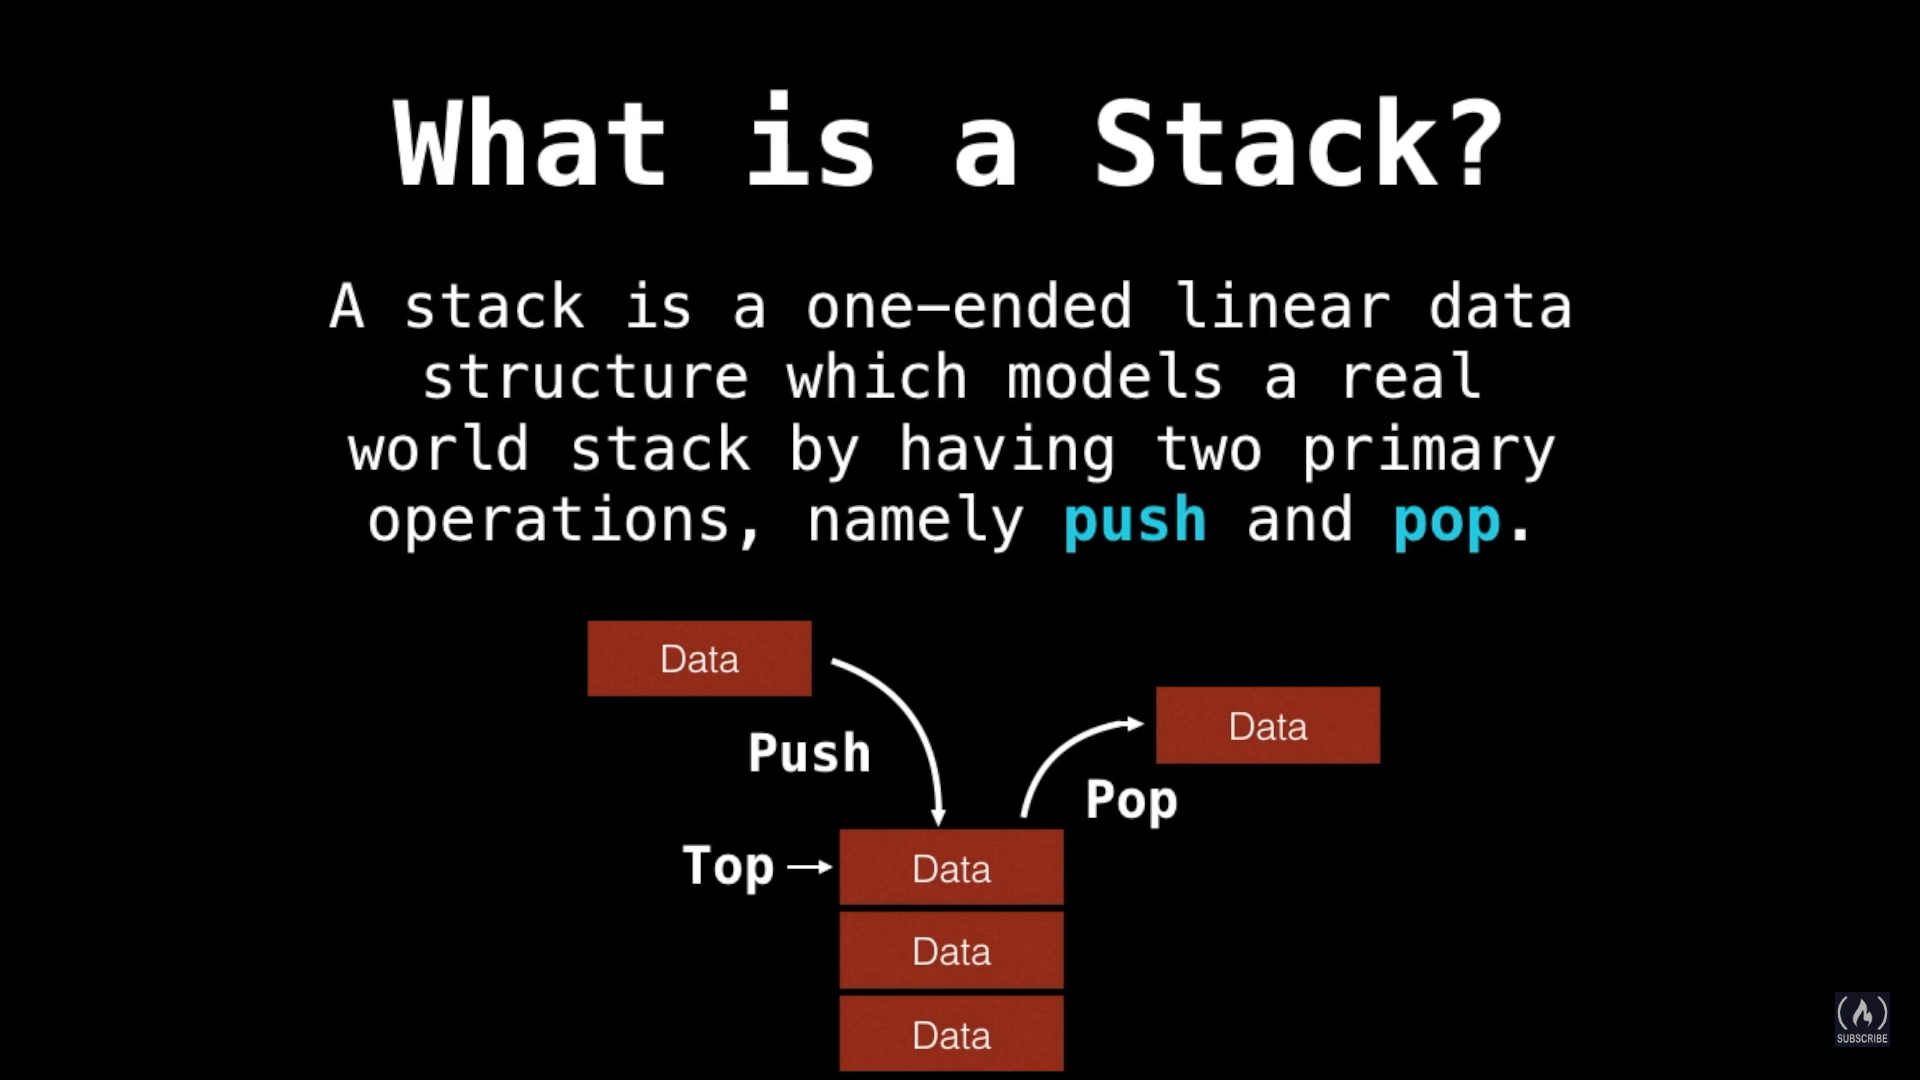 What is a Stack?
A stack is a one-ended linear data
structure which models a real
world stack by having two primary
operations, namely push and pop.
Data
Data
Push
Pop
Top
Data
Data
Data
SUBSCRIBE